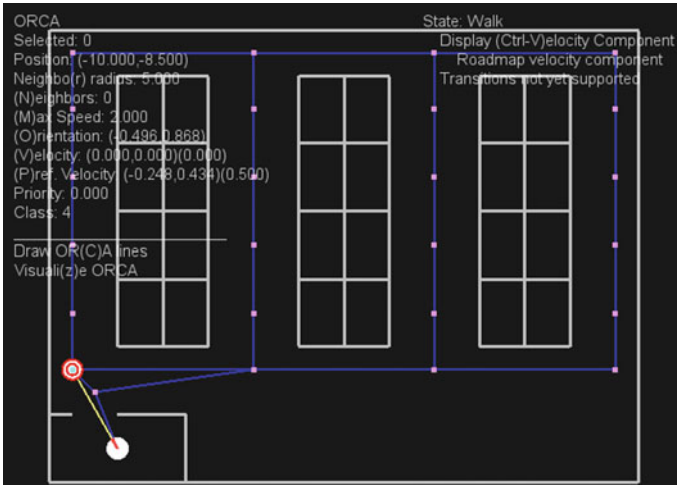 ORCA
Selected: 0
Position: (-10.000,-8.500)
Neighbo(r) radius: 5.000
(N)eighbors: 0
(M)ax Speed: 2.000
(O)rientation: (-0.496,0.868)
(V)elocity: (0.000,0.000)(0.000)
(P)ref. Velocity: (-0.248,0.434)(0.500)
Priority: 0.000
Class: 4
Draw OR(C)A lines
Visuali(z)e ORCA
State: Walk
Display (Ctrl-V)elocity Component
Roadmap velocity component
Transitions not yet supported